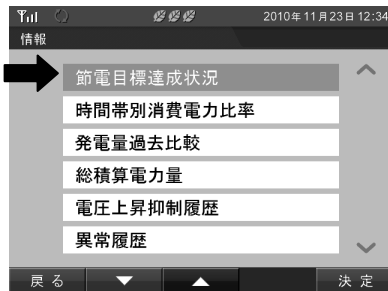 2010年11月23日 12:34
情報
節電目標達成状況
時間帯別消費電力比率
発電量過去比較
総積算電力量
電圧上昇抑制履歴
異常履歴
戻る ▼ ▲ 決定